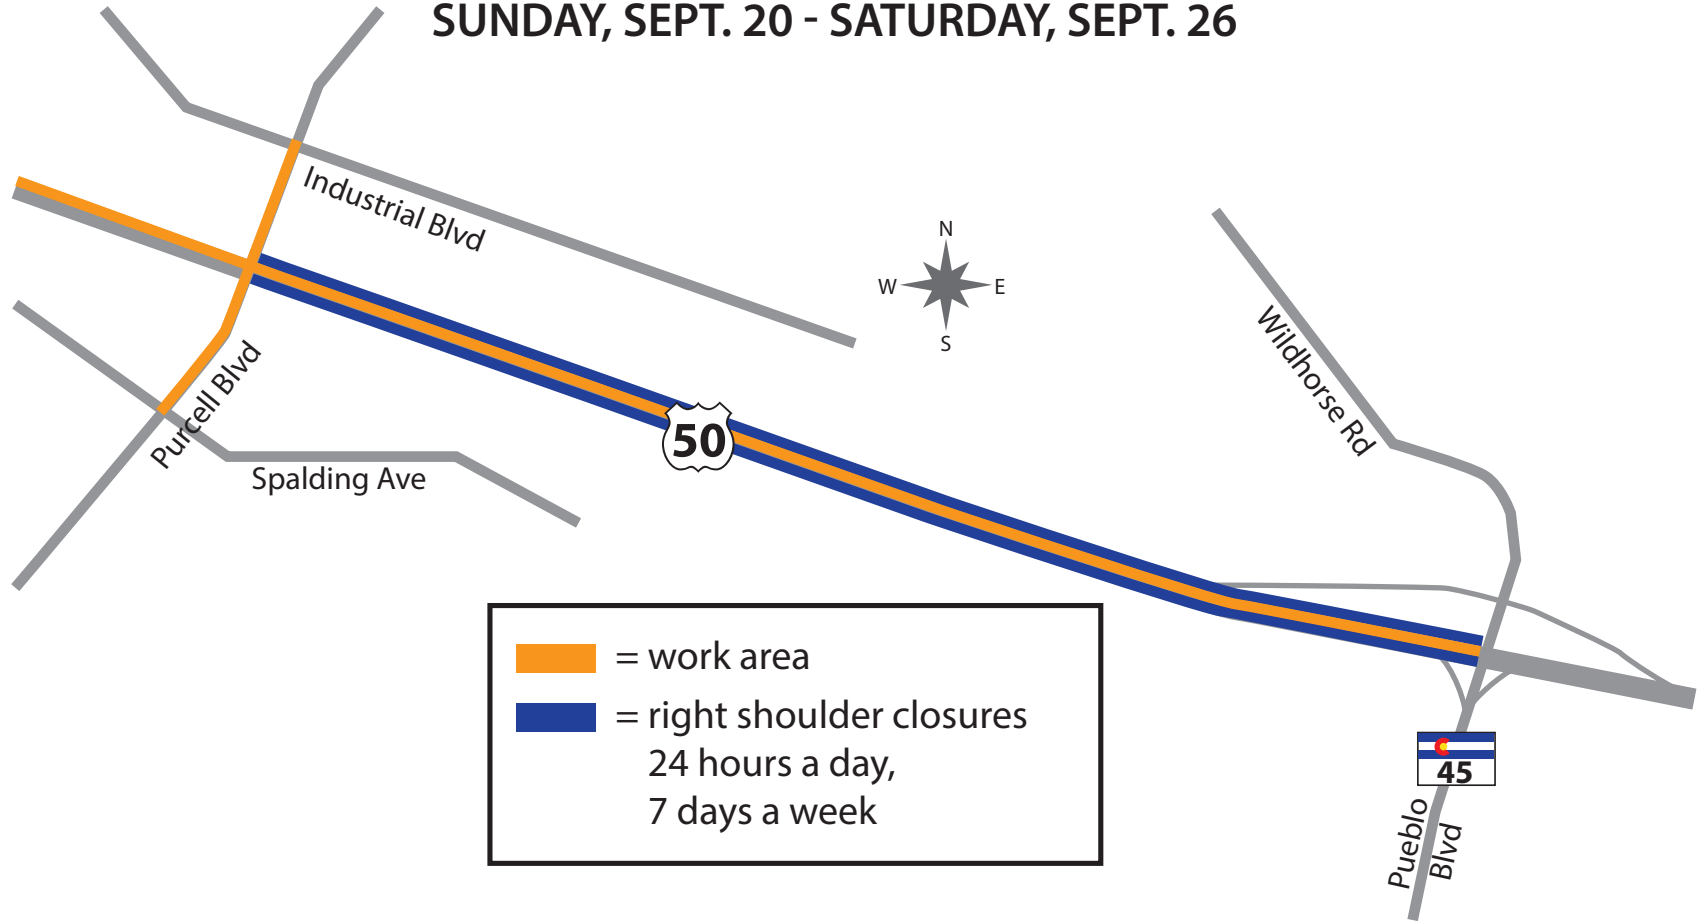 SUNDAY, SEPT. 20 - SATURDAY, SEPT. 26
Industrial Blvd
N
W
E
S
Wildhorse Rd
Purcell Blvd
50
Spalding Ave
= work area
= right shoulder closures
24 hours a day,
7 days a week
45
Pueblo
Blvd